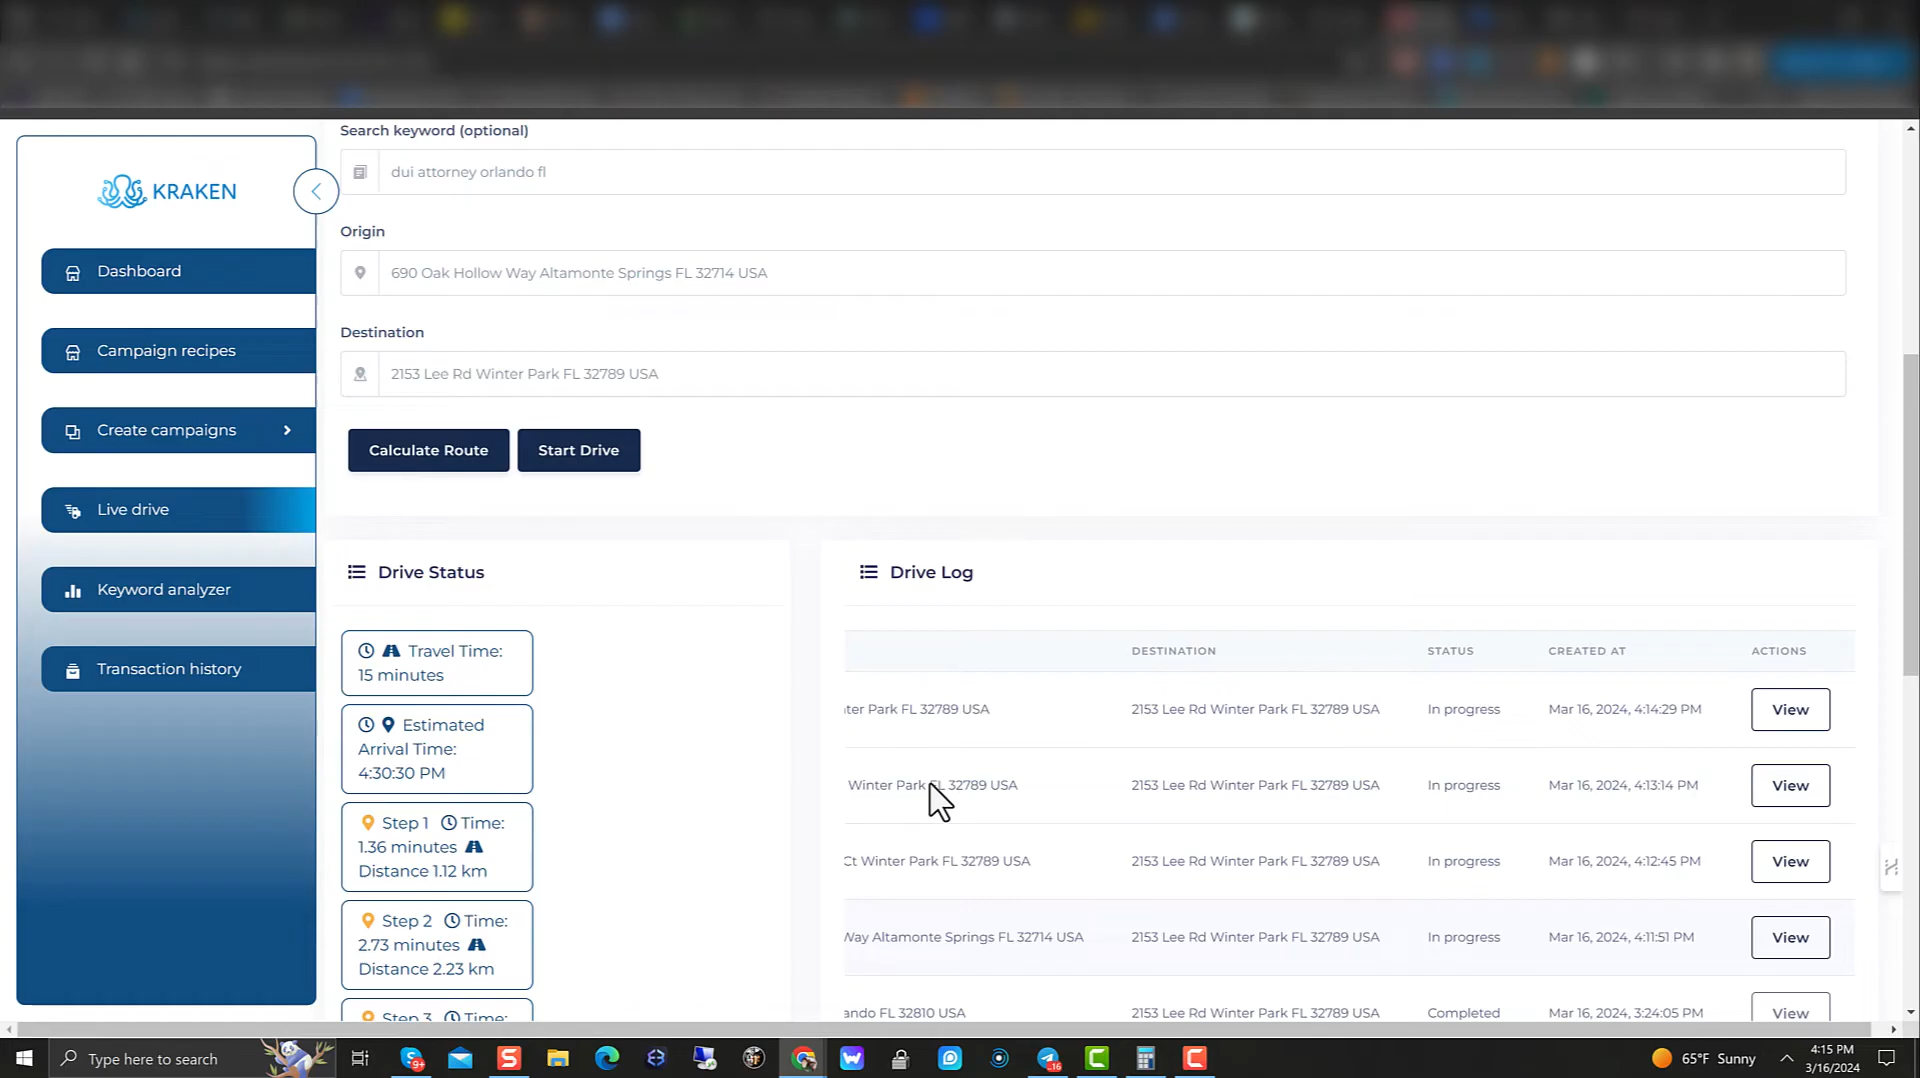 Search keyword (optional)
dui attorney orlando fl
KRAKEN
Origin
690 Oak Hollow Way Altamonte Springs FL 32714 USA
Destination
2153 Lee Rd Winter Park FL 32789 USA
Calculate Route
Start Drive
Dashboard
Campaign recipes
Create campaigns
Live drive
Keyword analyzer
Transaction history
Drive Status
Travel Time:
15 minutes
Estimated
Arrival Time:
4:30:30 PM
Step 1 Time:
1.36 minutes
Distance 1.12 km
Step 2 Time:
2.73 minutes
Distance 2.23 km
Step 3 Time:
Drive Log
DESTINATION STATUS CREATED AT ACTIONS
ter Park FL 32789 USA 2153 Lee Rd Winter Park FL 32789 USA In progress Mar 16, 2024, 4:14:29 PM View
Winter Park FL 32789 USA 2153 Lee Rd Winter Park FL 32789 USA In progress Mar 16, 2024, 4:13:14 PM View
Ct Winter Park FL 32789 USA 2153 Lee Rd Winter Park FL 32789 USA In progress Mar 16, 2024, 4:12:45 PM View
Way Altamonte Springs FL 32714 USA 2153 Lee Rd Winter Park FL 32789 USA In progress Mar 16, 2024, 4:11:51 PM View
ando FL 32810 USA 2153 Lee Rd Winter Park FL 32789 USA Completed Mar 16, 2024, 3:24:05 PM View
Type here to search
65°F Sunny
4:15 PM
3/16/2024